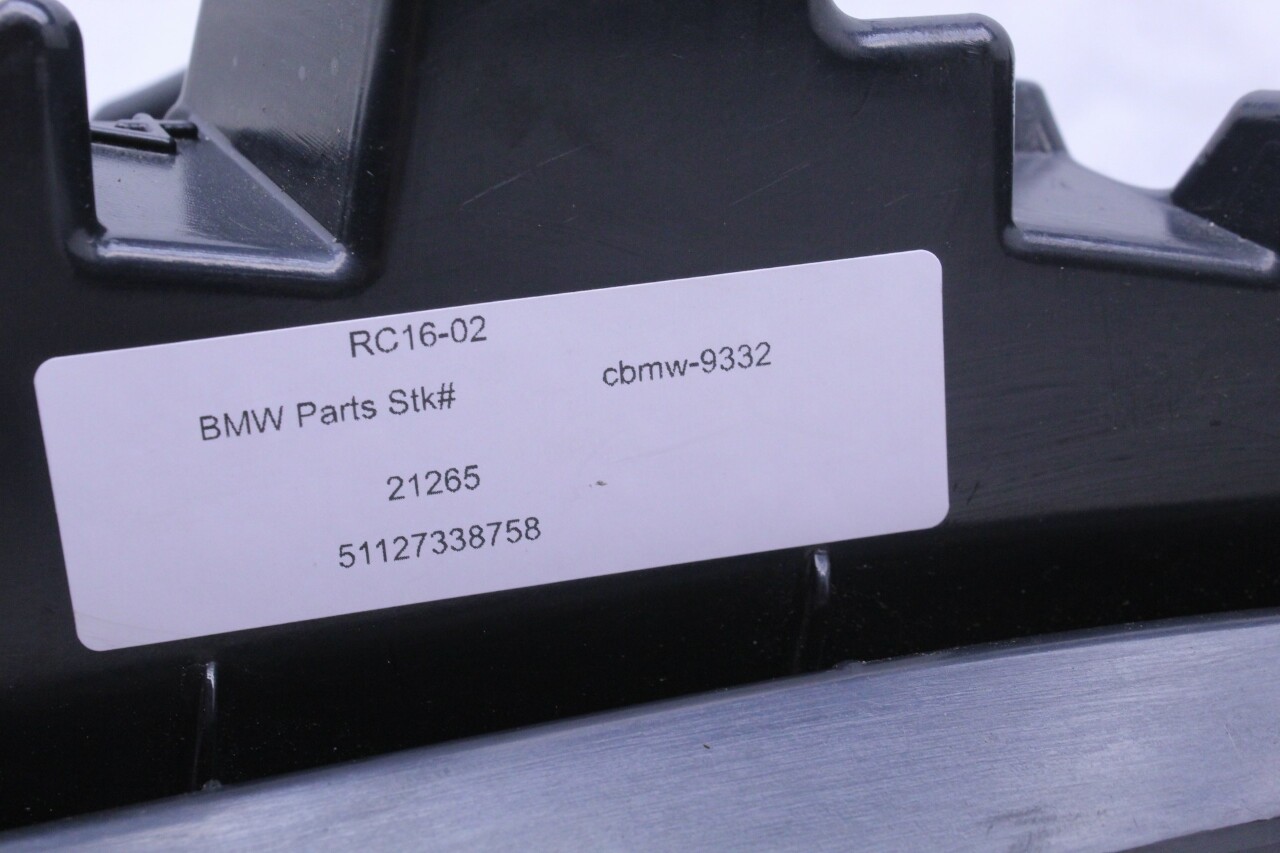 RC16-02
BMW Parts Stk# cbmw-9332
21265
51127338758